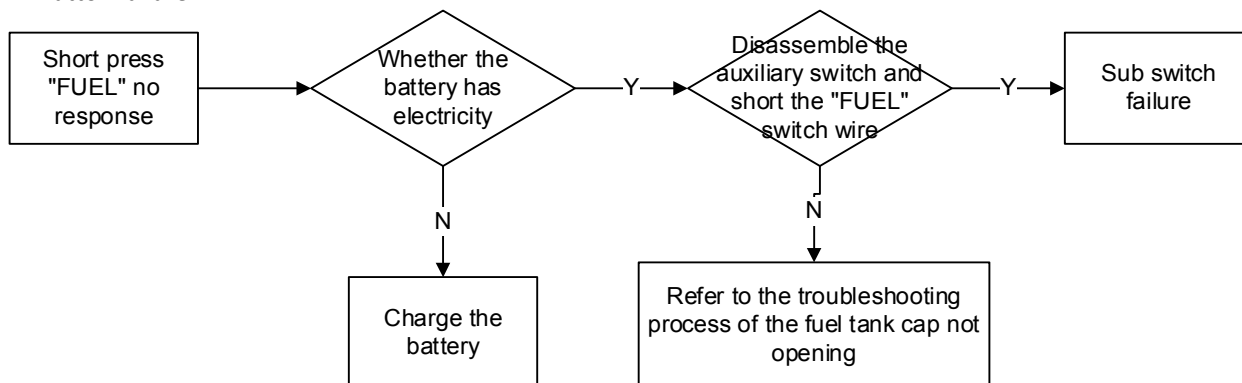 Short press
"FUEL" no
response
Whether the
battery has
electricity
Y
Disassemble the
auxiliary switch and
short the "FUEL"
switch wire
Y
Sub switch
failure
N
N
Charge the
battery
Refer to the troubleshooting
process of the fuel tank cap not
opening